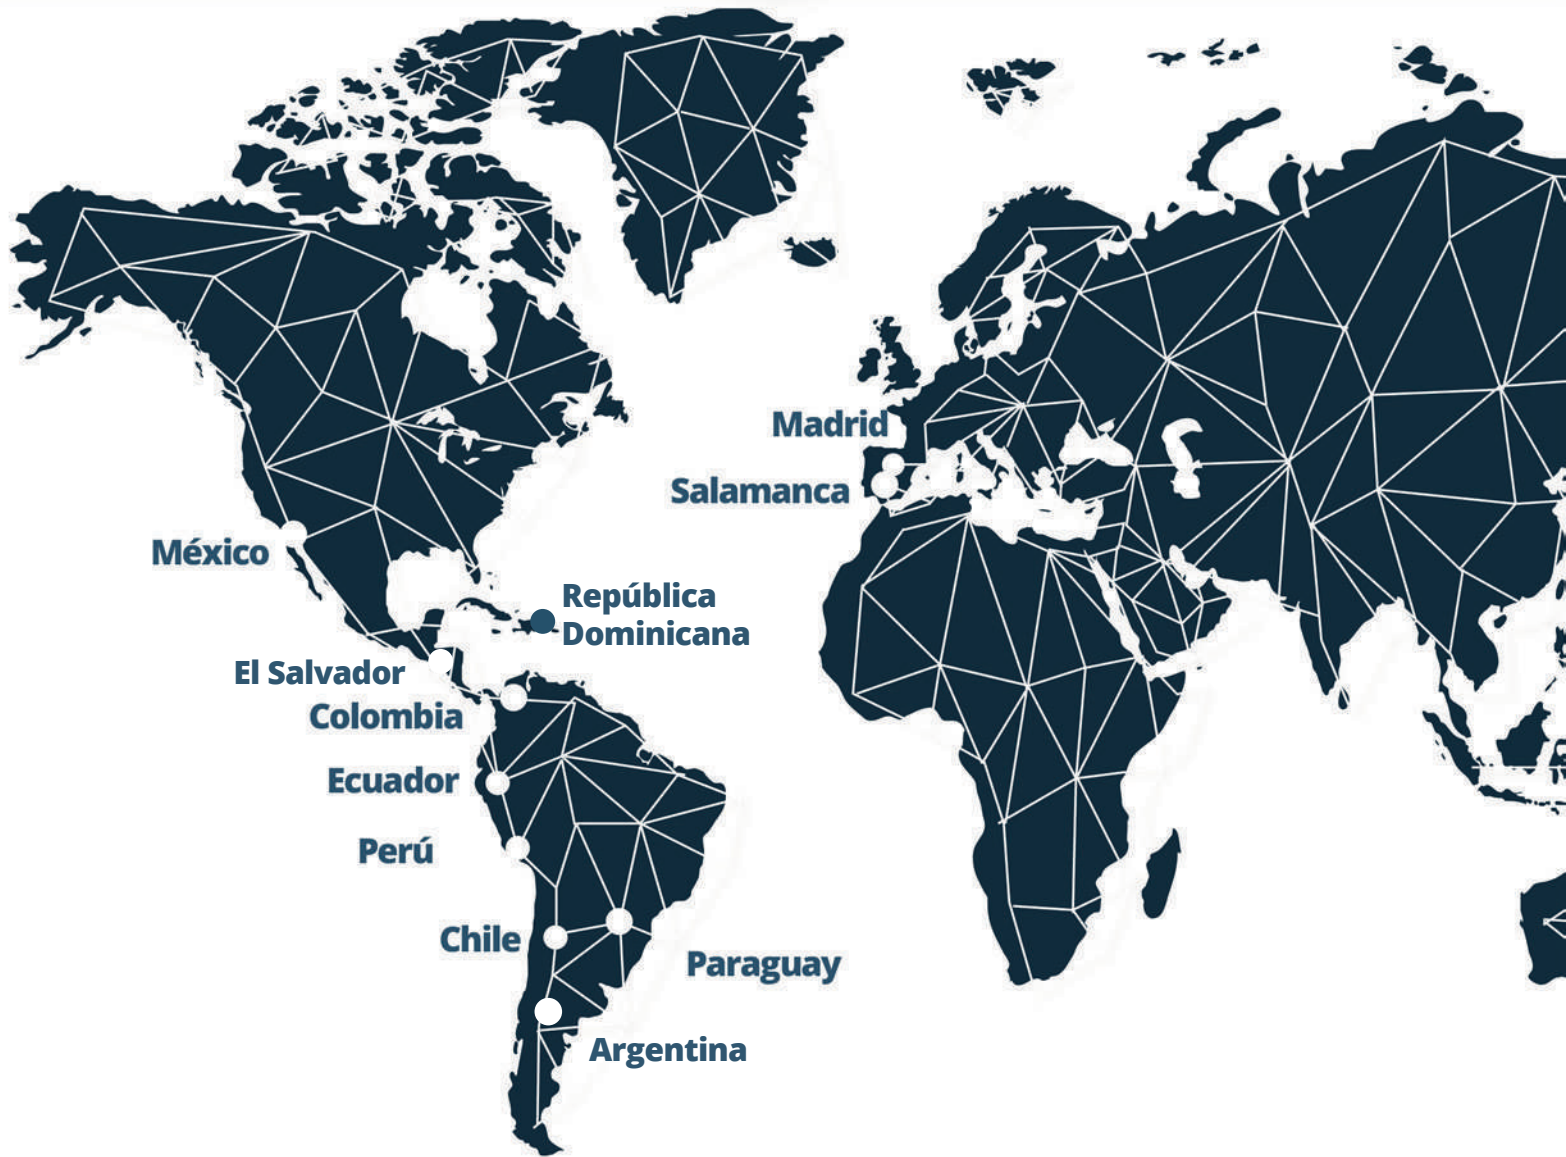 Madrid
Salamanca
México
República
Dominicana
El Salvador
Colombia
Ecuador
Perú
Chile
Paraguay
Argentina